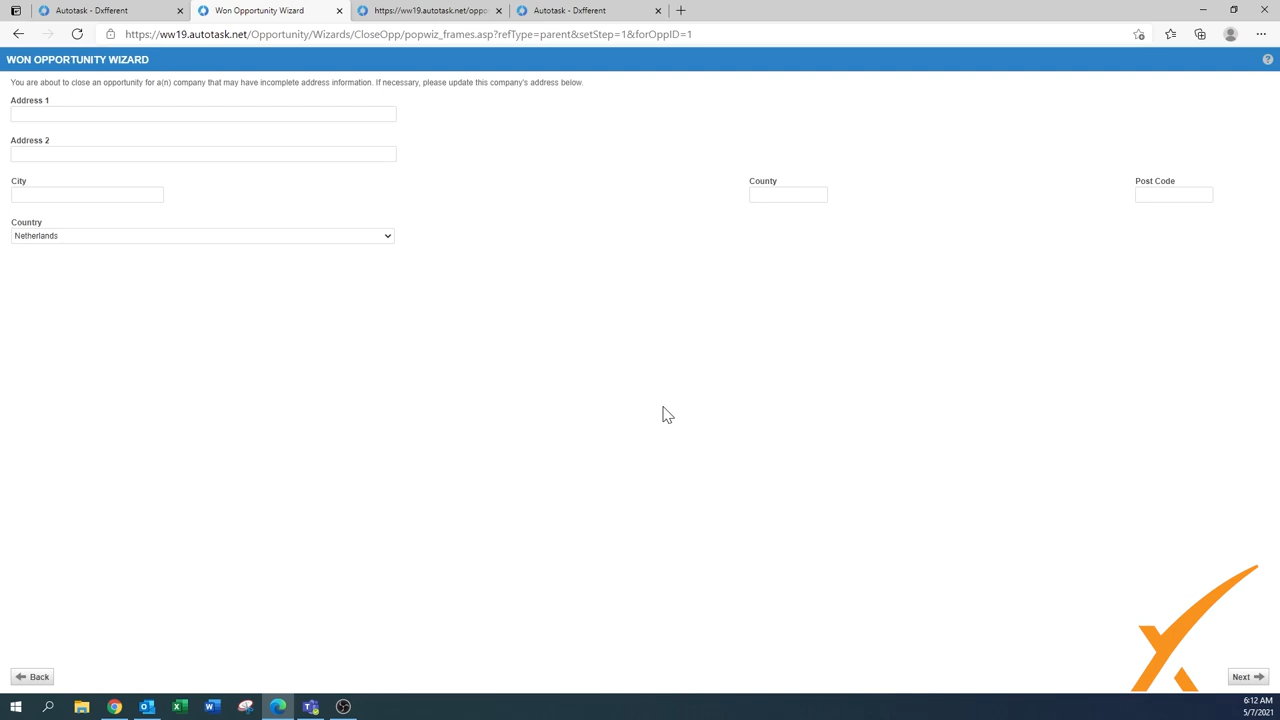 Autotask - Dxfferent
Won Opportunity Wizard
https://ww19.autotask.net/oppo
Autotask - Dxfferent
https://ww19.autotask.net/Opportunity/Wizards/CloseOpp/popwiz_frames.asp?refType=parent&setStep=1&forOppID=1
WON OPPORTUNITY WIZARD
You are about to close an opportunity for a(n) company that may have incomplete address information. If necessary, please update this company's address below.
Address 1
Address 2
City
County
Post Code
Country
Netherlands
Back
Next
6:12 AM
5/7/2021